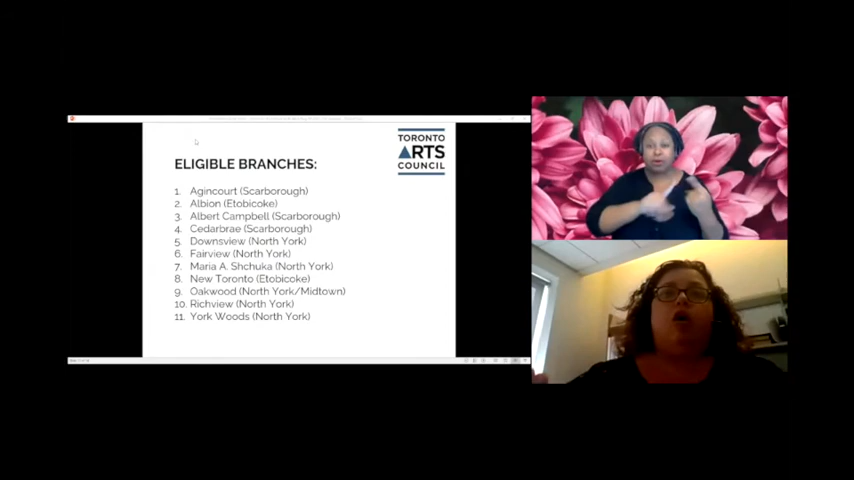 TORONTO
ARTS
COUNCIL
ELIGIBLE BRANCHES:
1. Agincourt (Scarborough)
2. Albion (Etobicoke)
3. Albert Campbell (Scarborough)
4. Cedarbrae (Scarborough)
5. Downsview (North York)
6. Fairview (North York)
7. Maria A. Shchuka (North York)
8. New Toronto (Etobicoke)
9. Oakwood (North York/Midtown)
10. Richview (North York)
11. York Woods (North York)